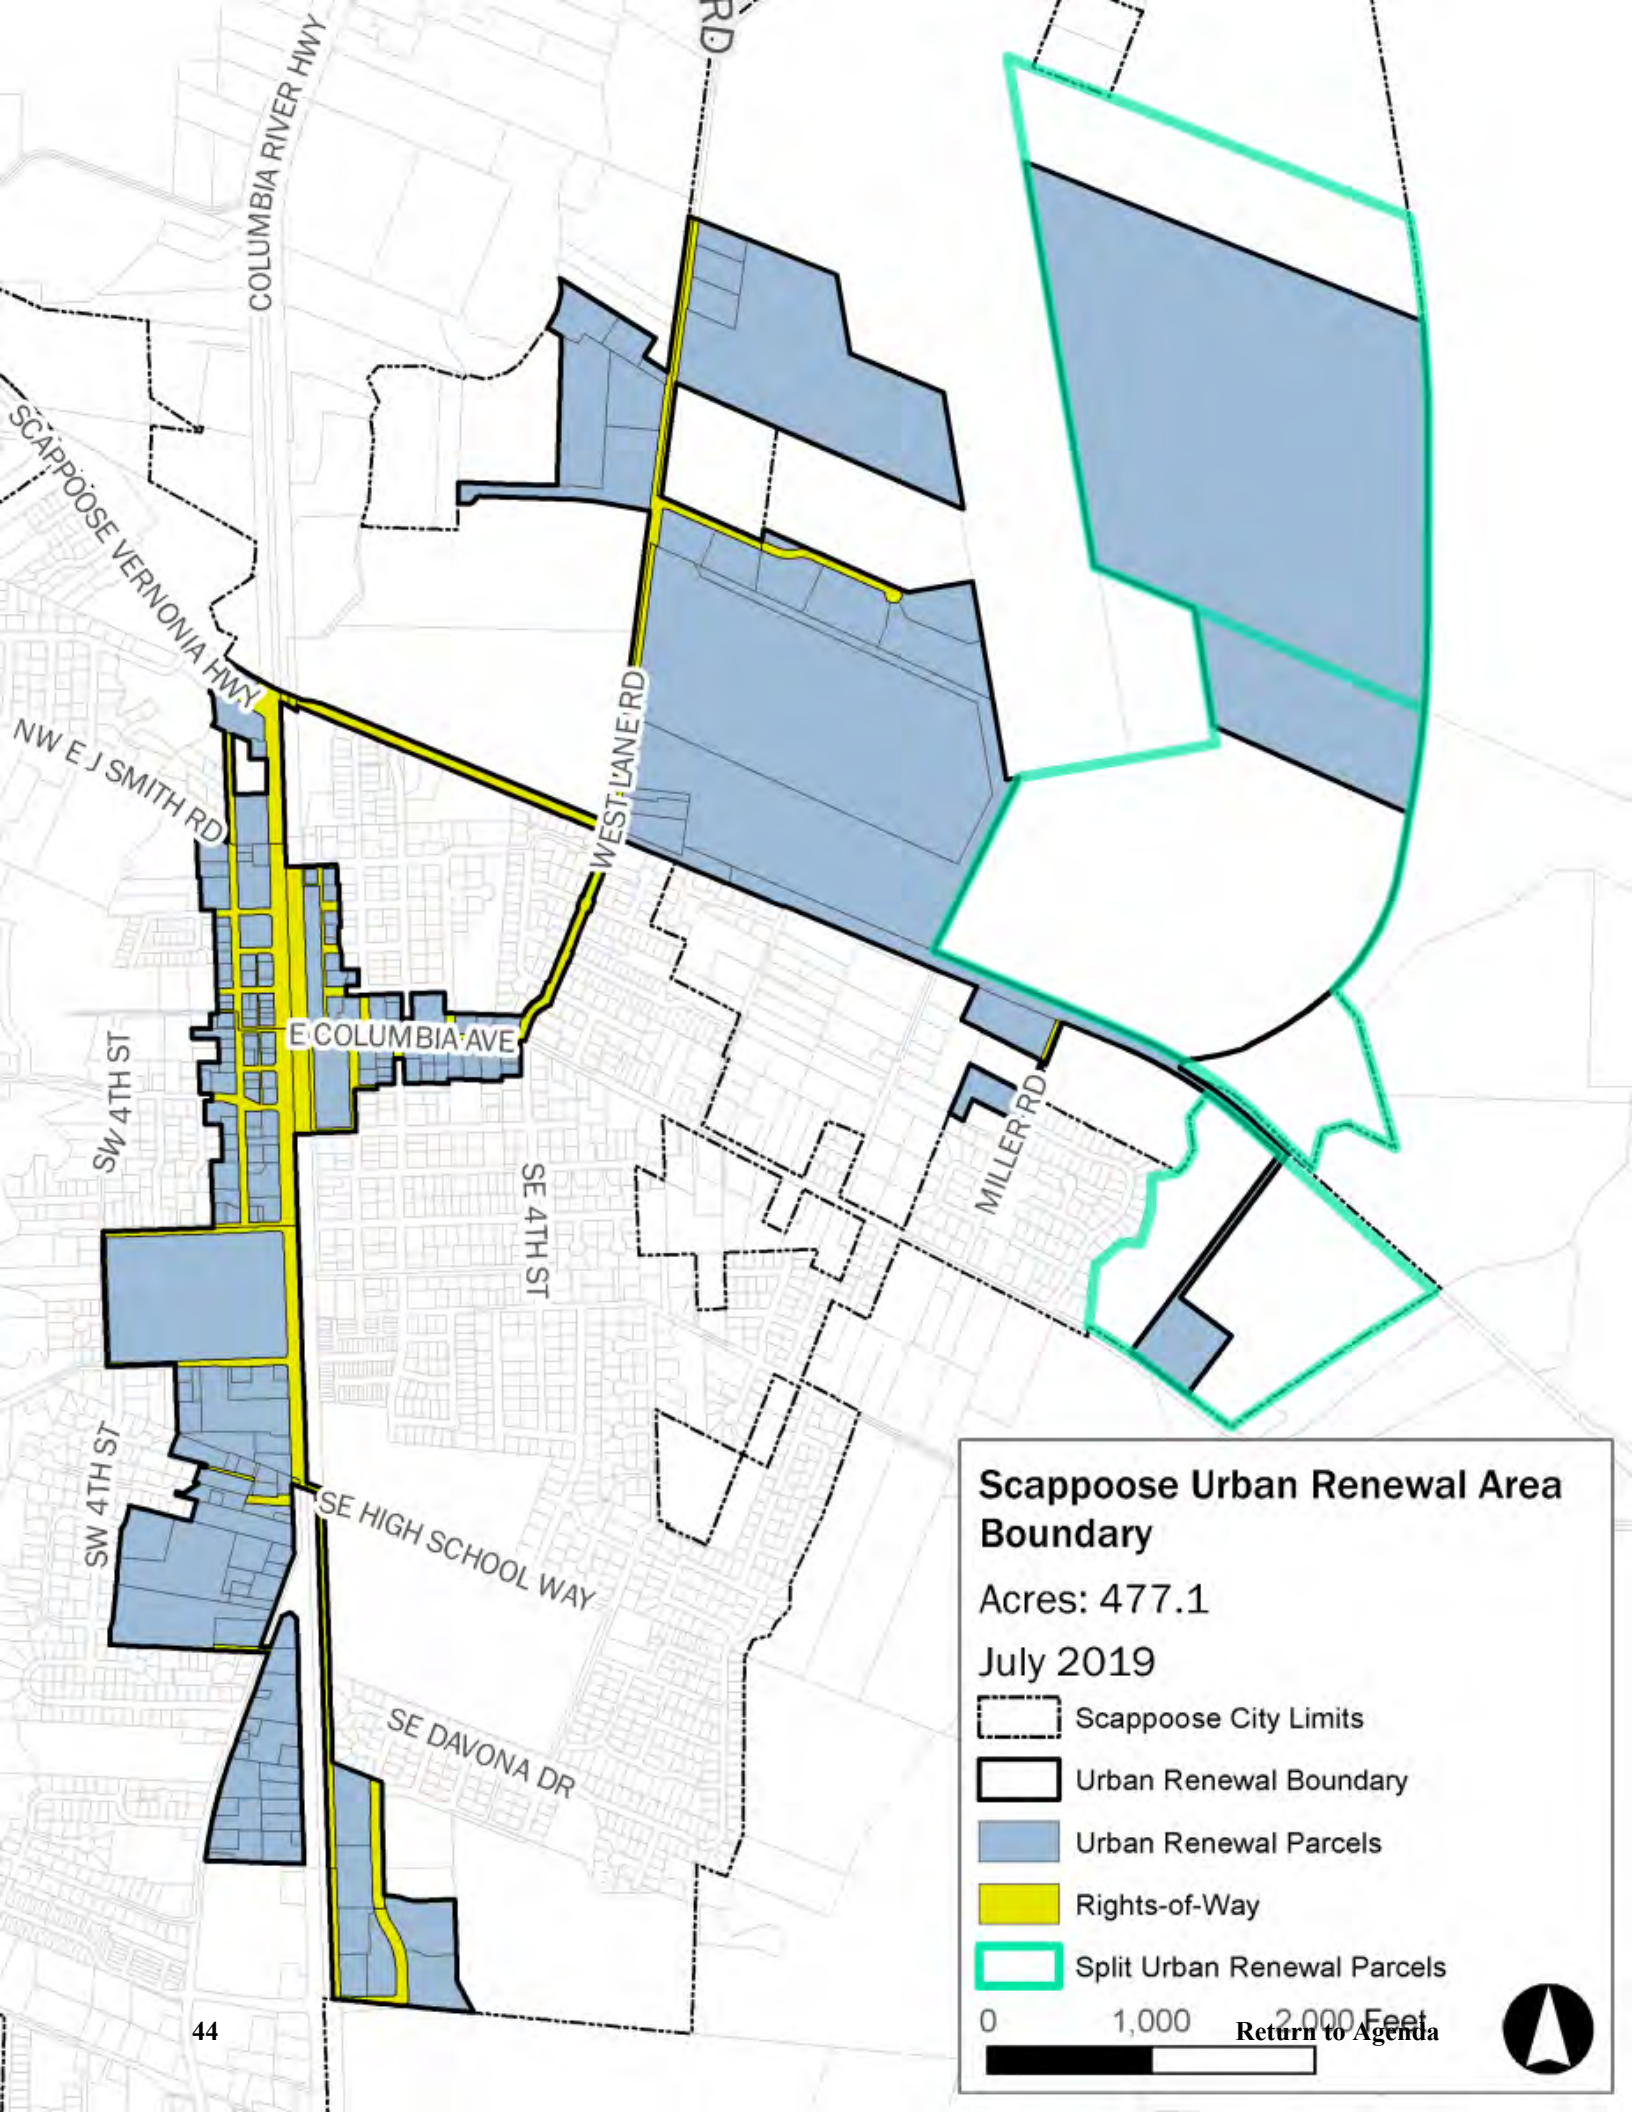 RD
COLUMBIA RIVER HWY
SCAPPOOSE VERNONIA HWY
NW E J SMITH RD
WEST LANE RD
E COLUMBIA AVE
SW 4TH ST
SE 4TH ST
MILLER RD
SW 4TH ST
SE HIGH SCHOOL WAY
SE DAVONA DR
Scappoose Urban Renewal Area
Boundary
Acres: 477.1
July 2019
Scappoose City Limits
Urban Renewal Boundary
Urban Renewal Parcels
Rights-of-Way
Split Urban Renewal Parcels
0 1,000 2,000 Feet
44
Return to Agenda